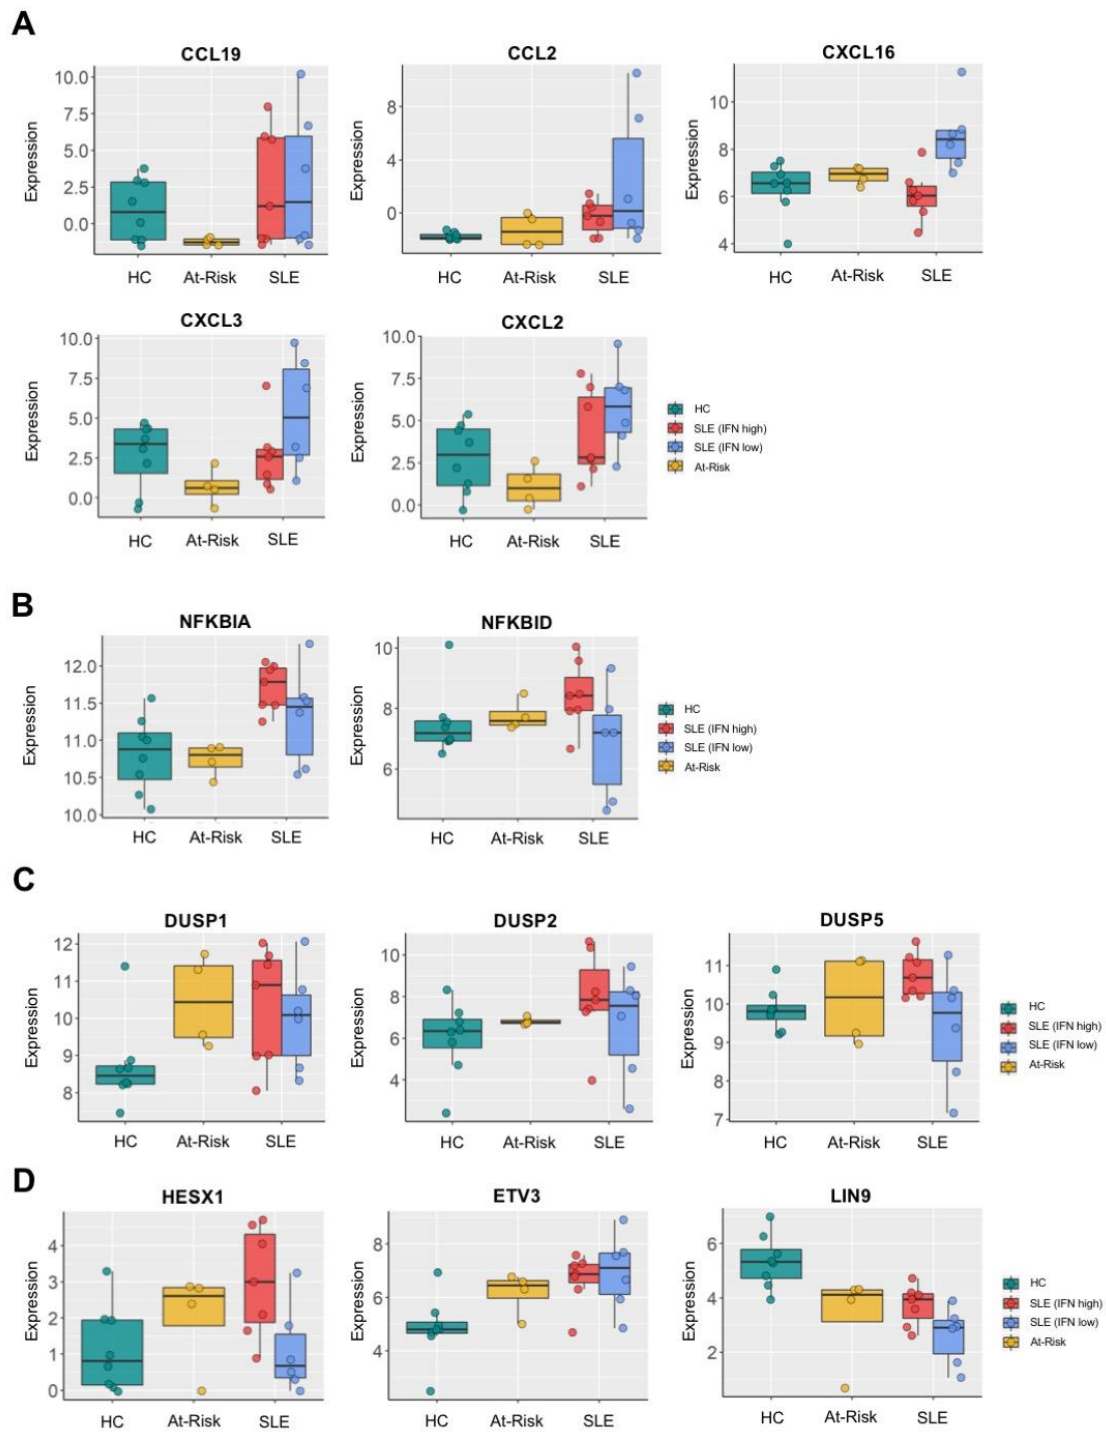 A
CCL19
CCL2
CXCL16
Expression
10.0
7.5
5.0
2.5
0.0
HC
At-Risk
SLE
Expression
8
4
0
HC
At-Risk
SLE
Expression
10
8
6
4
HC
At-Risk
SLE
CXCL3
CXCL2
Expression
10.0
7.5
5.0
2.5
0.0
HC
At-Risk
SLE
Expression
10.0
7.5
5.0
2.5
0.0
HC
At-Risk
SLE
HC
SLE (IFN high)
SLE (IFN low)
At-Risk
B
NFKBIA
NFKBID
Expression
12.0
11.5
11.0
10.5
10.0
HC
At-Risk
SLE
Expression
10
8
6
HC
At-Risk
SLE
HC
SLE (IFN high)
SLE (IFN low)
At-Risk
C
DUSP1
DUSP2
DUSP5
Expression
12
11
10
9
8
HC
At-Risk
SLE
Expression
10
8
6
4
HC
At-Risk
SLE
Expression
11
10
9
8
7
HC
At-Risk
SLE
HC
SLE (IFN high)
SLE (IFN low)
At-Risk
D
HESX1
ETV3
LIN9
Expression
4
3
2
1
0
HC
At-Risk
SLE
Expression
8
6
4
HC
At-Risk
SLE
Expression
6
4
2
HC
At-Risk
SLE
HC
SLE (IFN high)
SLE (IFN low)
At-Risk